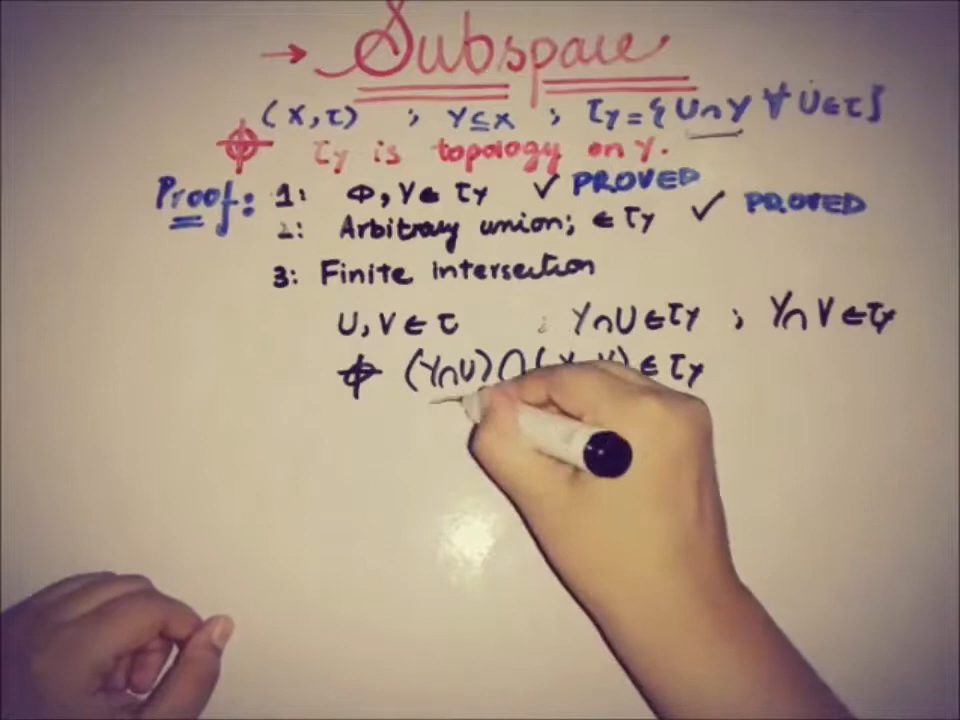 → Subspace
(X,τ) ; Y⊆X ; τY={U∩Y ∀ U∈τ}
τY is topology on Y.
Proof: 1: Φ,Y∈τY ✓ PROVED
2: Arbitrary union; ∈τY ✓ PROVED
3: Finite intersection
U,V∈τ ; Y∩U∈τY ; Y∩V∈τY
(Y∩U)∩( ∈τY